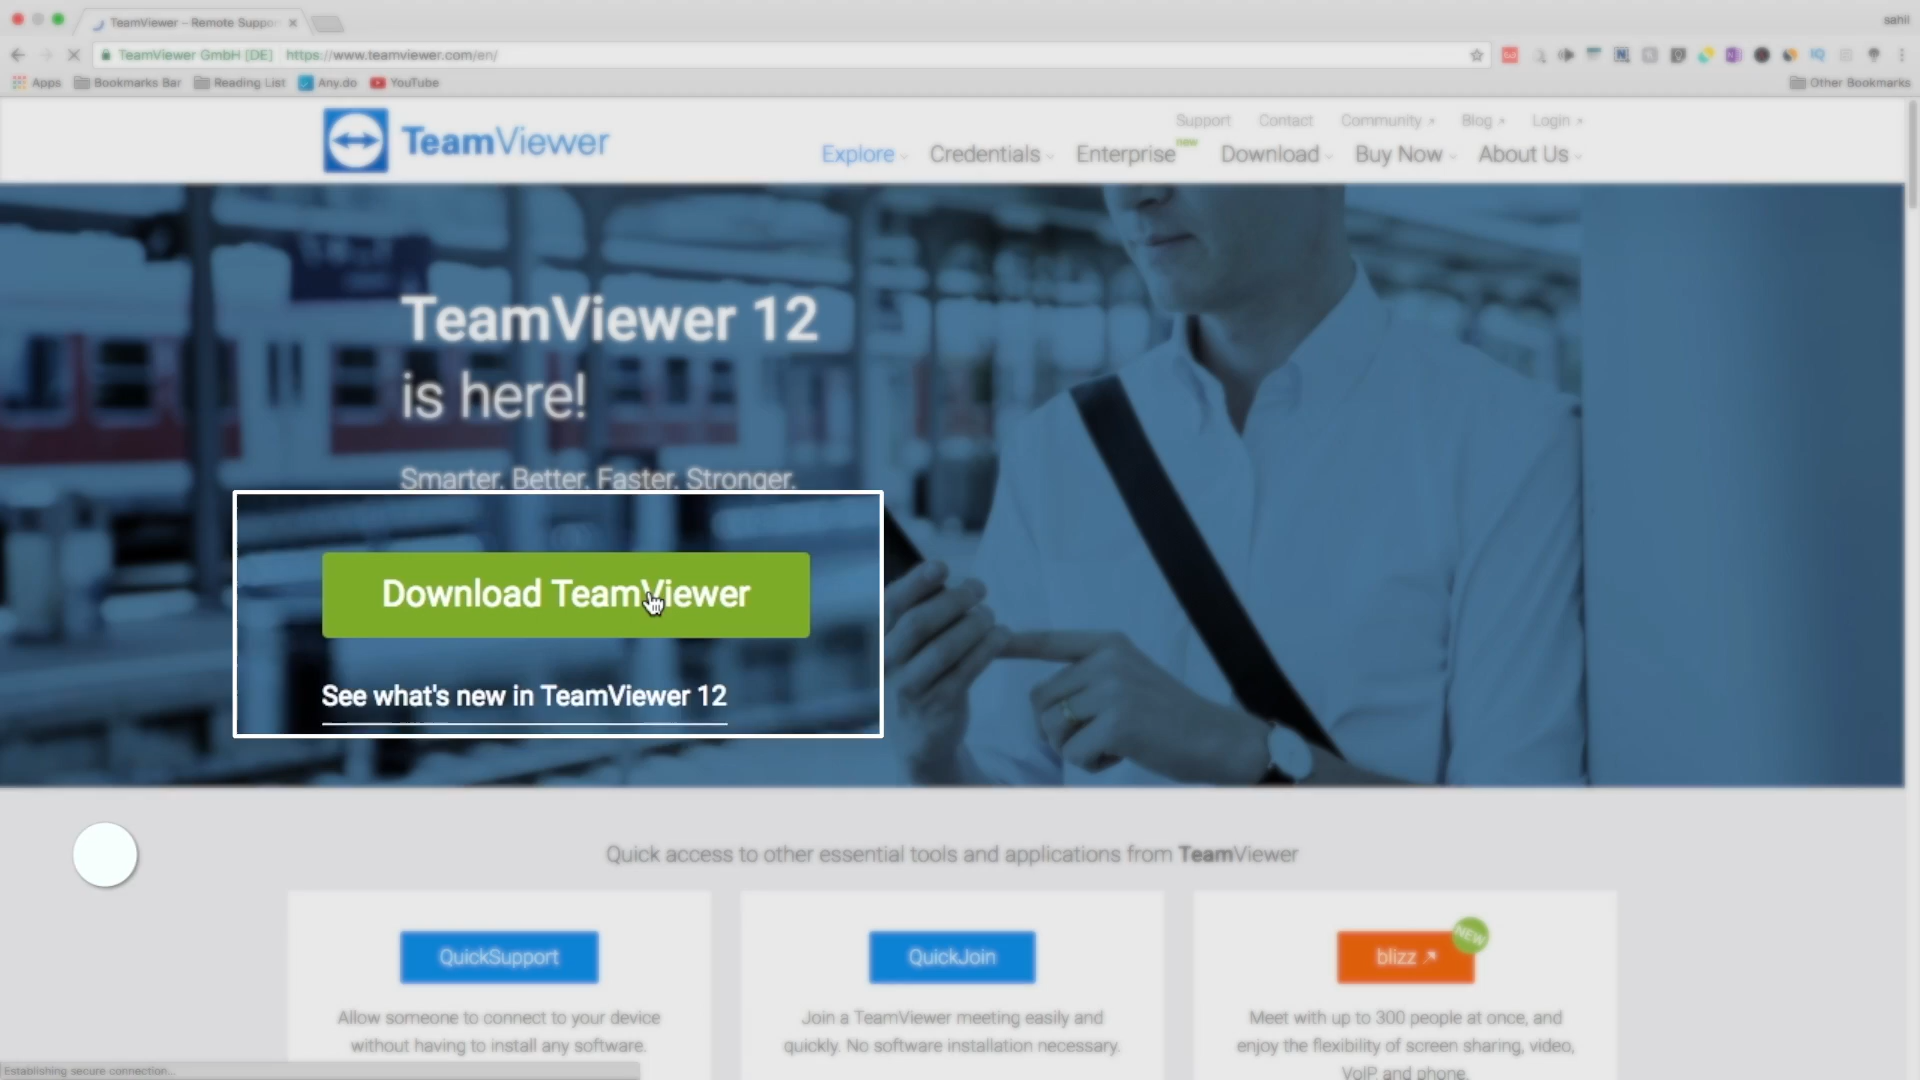 TeamViewer – Remote Suppor
sahil
TeamViewer GmbH [DE] https://www.teamviewer.com/en/
Apps Bookmarks Bar Reading List Any.do YouTube Other Bookmarks
Support Contact Community Blog Login
TeamViewer
Explore Credentials Enterprise new Download Buy Now About Us
TeamViewer 12
is here!
Smarter. Better. Faster. Stronger.
Download TeamViewer
See what's new in TeamViewer 12
Quick access to other essential tools and applications from TeamViewer
QuickSupport
Allow someone to connect to your device
without having to install any software.
QuickJoin
Join a TeamViewer meeting easily and
quickly. No software installation necessary.
NEW
blizz
Meet with up to 300 people at once, and
enjoy the flexibility of screen sharing, video,
VoIP and phone.
Establishing secure connection...